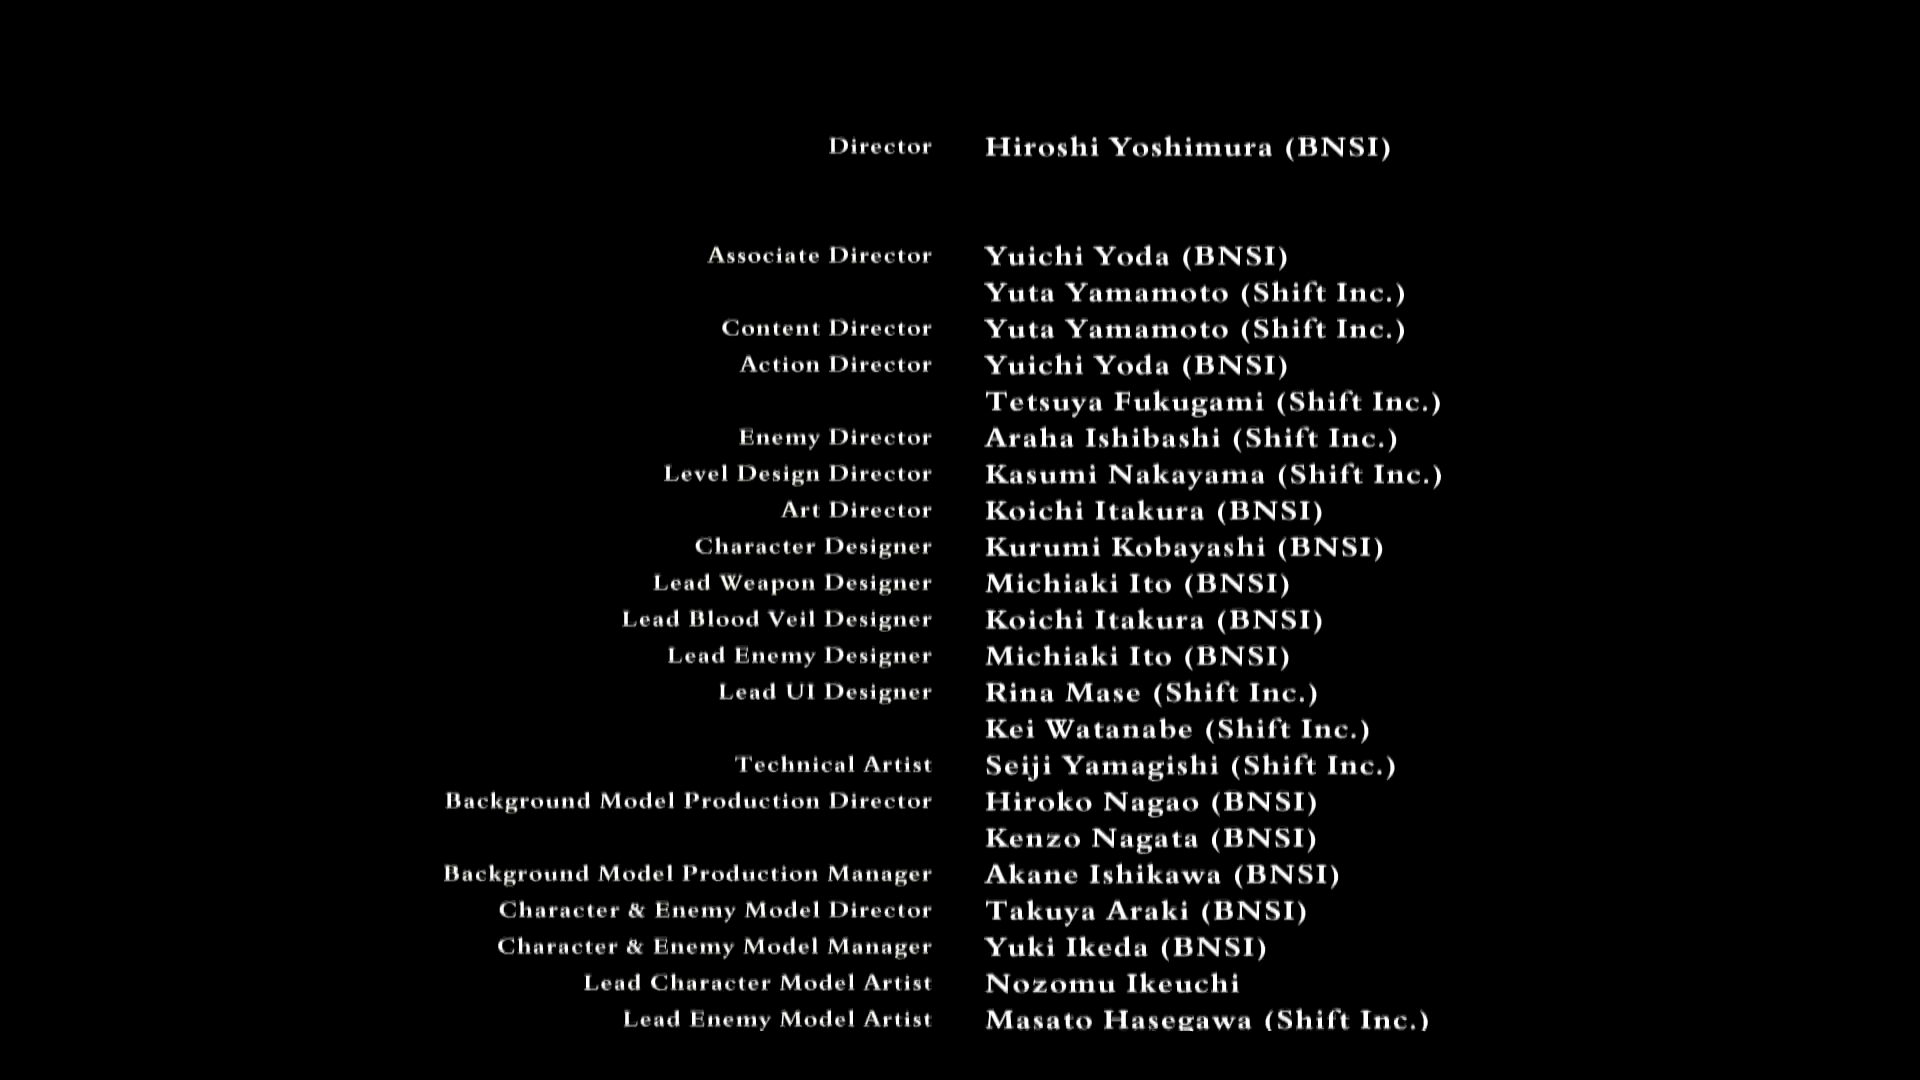 Director Hiroshi Yoshimura (BNSI)
Associate Director Yuichi Yoda (BNSI)
Yuta Yamamoto (Shift Inc.)
Content Director Yuta Yamamoto (Shift Inc.)
Action Director Yuichi Yoda (BNSI)
Tetsuya Fukugami (Shift Inc.)
Enemy Director Araha Ishibashi (Shift Inc.)
Level Design Director Kasumi Nakayama (Shift Inc.)
Art Director Koichi Itakura (BNSI)
Character Designer Kurumi Kobayashi (BNSI)
Lead Weapon Designer Michiaki Ito (BNSI)
Lead Blood Veil Designer Koichi Itakura (BNSI)
Lead Enemy Designer Michiaki Ito (BNSI)
Lead UI Designer Rina Mase (Shift Inc.)
Kei Watanabe (Shift Inc.)
Technical Artist Seiji Yamagishi (Shift Inc.)
Background Model Production Director Hiroko Nagao (BNSI)
Kenzo Nagata (BNSI)
Background Model Production Manager Akane Ishikawa (BNSI)
Character & Enemy Model Director Takuya Araki (BNSI)
Character & Enemy Model Manager Yuki Ikeda (BNSI)
Lead Character Model Artist Nozomu Ikeuchi
Lead Enemy Model Artist Masato Hasegawa (Shift Inc.)